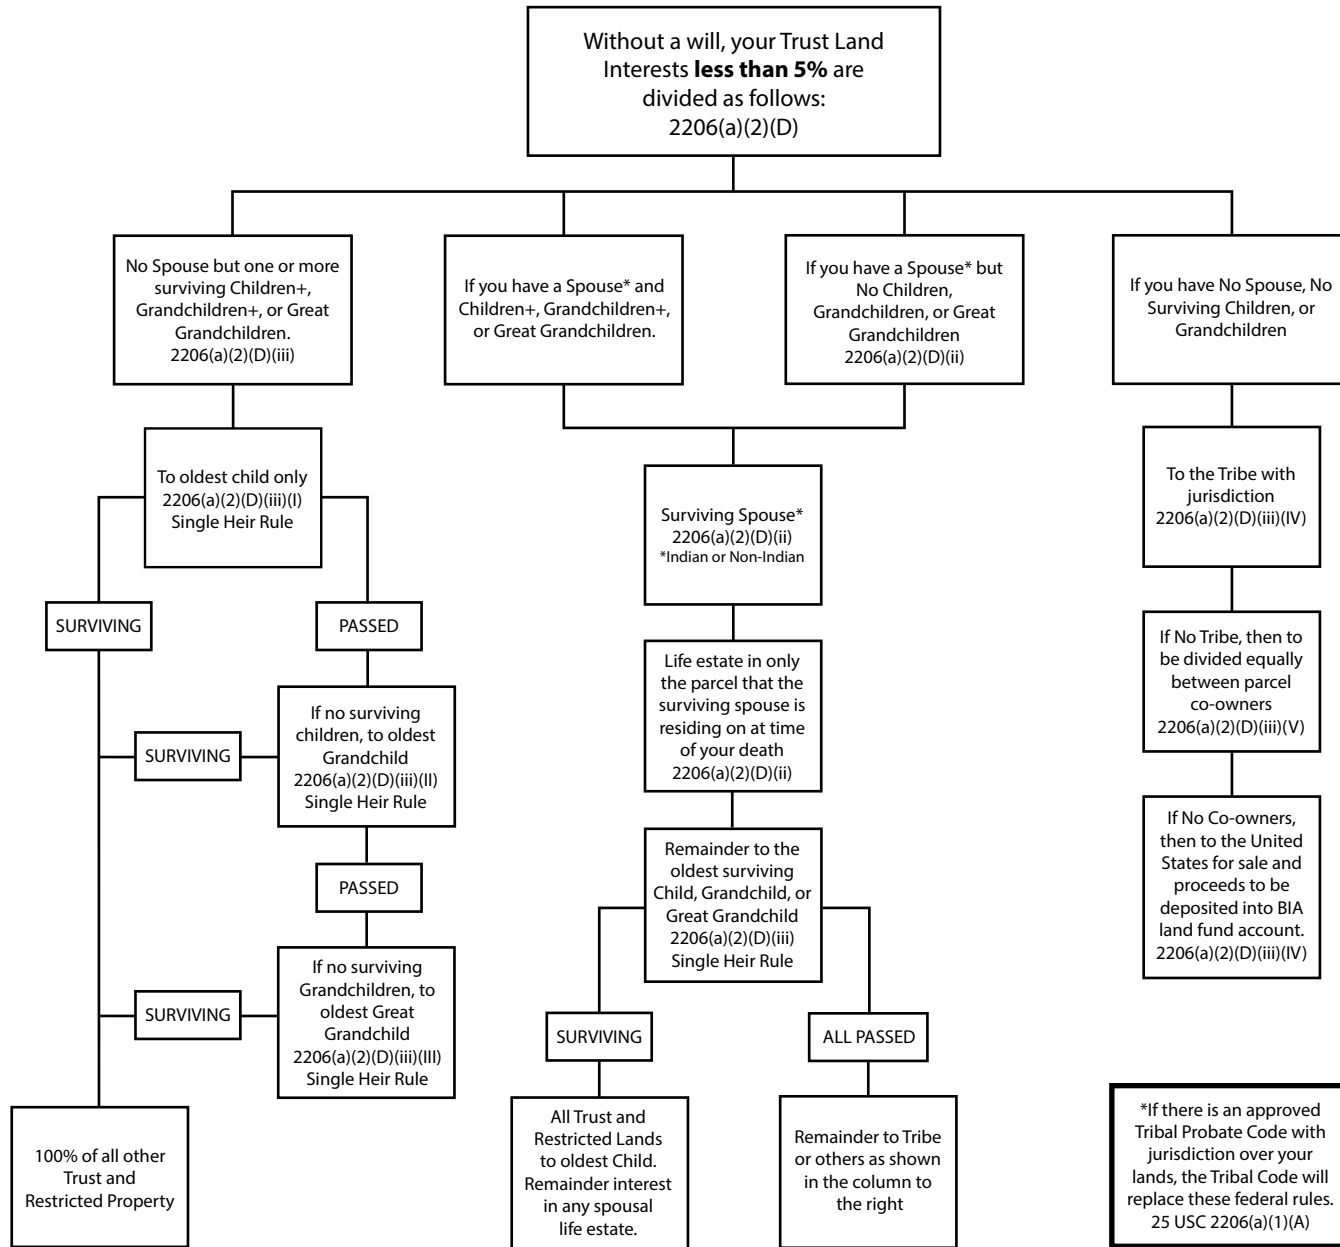 Without a will, your Trust Land
Interests less than 5% are
divided as follows:
2206(a)(2)(D)
No Spouse but one or more
surviving Children+,
Grandchildren+, or Great
Grandchildren.
2206(a)(2)(D)(iii)
If you have a Spouse* and
Children+, Grandchildren+,
or Great Grandchildren.
If you have a Spouse* but
No Children,
Grandchildren, or Great
Grandchildren
2206(a)(2)(D)(ii)
If you have No Spouse, No
Surviving Children, or
Grandchildren
To oldest child only
2206(a)(2)(D)(iii)(I)
Single Heir Rule
SURVIVING
PASSED
If no surviving
children, to oldest
Grandchild
2206(a)(2)(D)(iii)(II)
Single Heir Rule
SURVIVING
PASSED
If no surviving
Grandchildren, to
oldest Great
Grandchild
2206(a)(2)(D)(iii)(III)
Single Heir Rule
SURVIVING
100% of all other
Trust and
Restricted Property
Surviving Spouse*
2206(a)(2)(D)(ii)
*Indian or Non-Indian
Life estate in only
the parcel that the
surviving spouse is
residing on at time
of your death
2206(a)(2)(D)(ii)
Remainder to the
oldest surviving
Child, Grandchild, or
Great Grandchild
2206(a)(2)(D)(iii)
Single Heir Rule
SURVIVING
ALL PASSED
All Trust and
Restricted Lands
to oldest Child.
Remainder interest
in any spousal
life estate.
Remainder to Tribe
or others as shown
in the column to
the right
To the Tribe with
jurisdiction
2206(a)(2)(D)(iii)(IV)
If No Tribe, then to
be divided equally
between parcel
co-owners
2206(a)(2)(D)(iii)(V)
If No Co-owners,
then to the United
States for sale and
proceeds to be
deposited into BIA
land fund account.
2206(a)(2)(D)(iii)(IV)
*If there is an approved
Tribal Probate Code with
jurisdiction over your
lands, the Tribal Code will
replace these federal rules.
25 USC 2206(a)(1)(A)